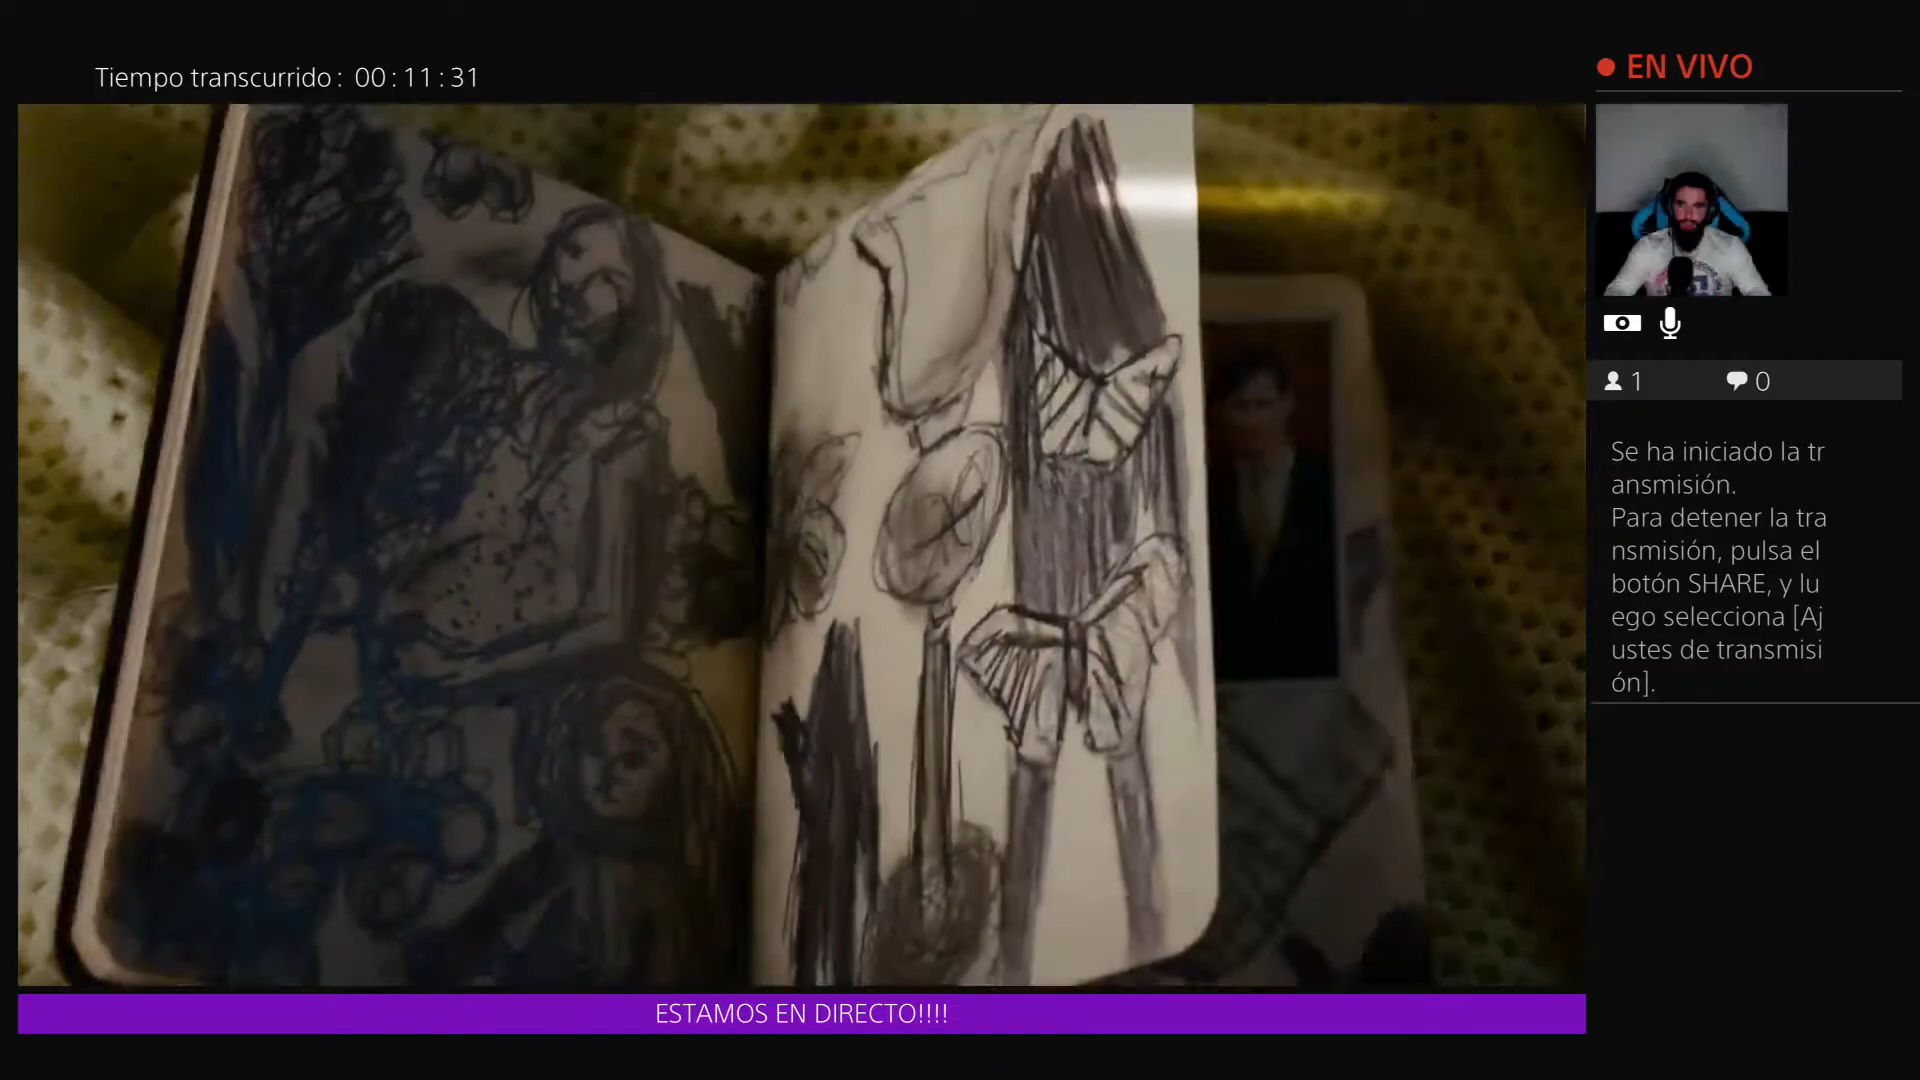 Tiempo transcurrido: 00:11:31
EN VIVO
1 0
Se ha iniciado la tr
ansmisión.
Para detener la tra
nsmisión, pulsa el
botón SHARE, y lu
ego selecciona [Aj
ustes de transmisi
ón].
ESTAMOS EN DIRECTO!!!!